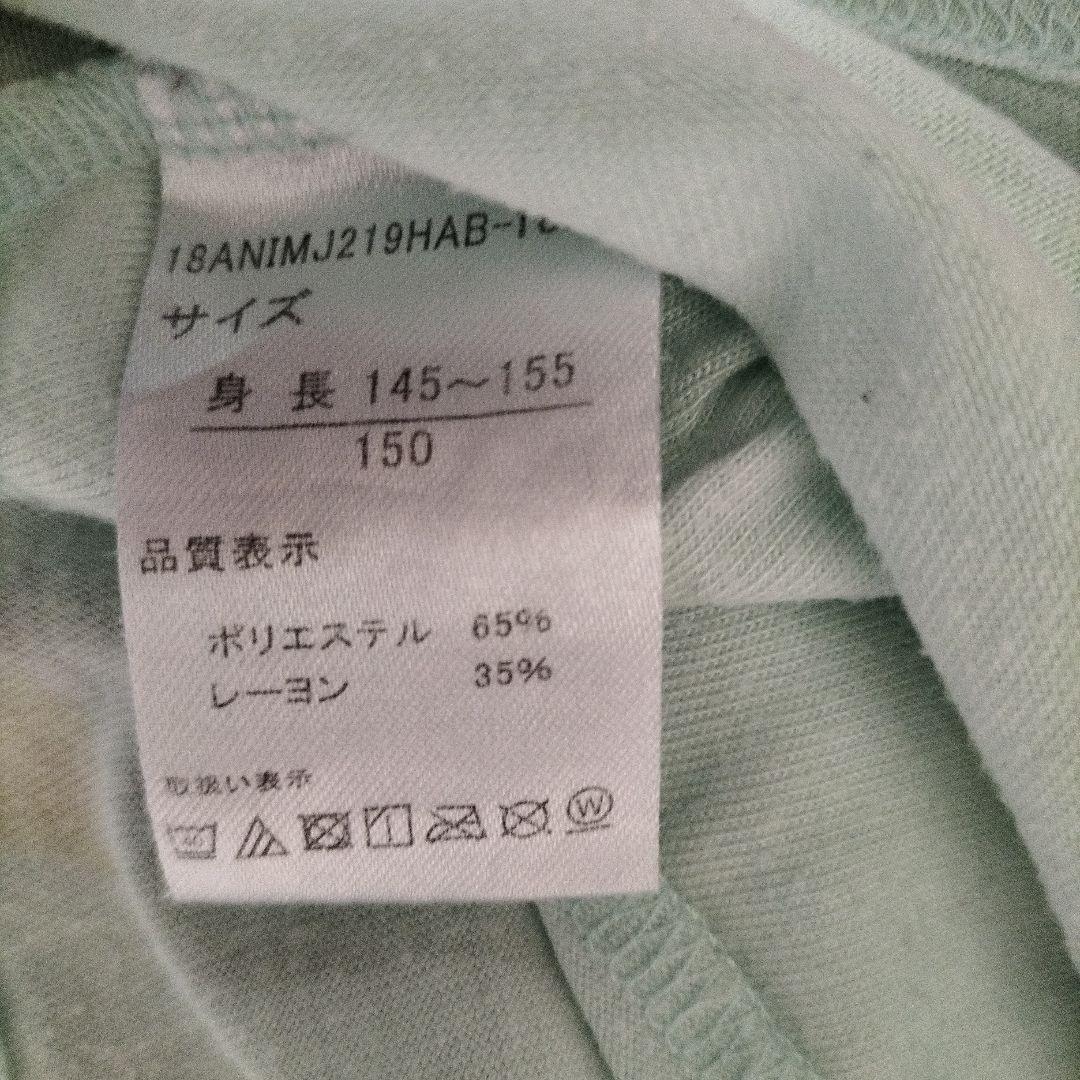 18ANIMJ219HAB-
サイズ
身 長 145～155
150
品質表示
ポリエステル 65%
レーヨン 35%
取扱い表示
40
W